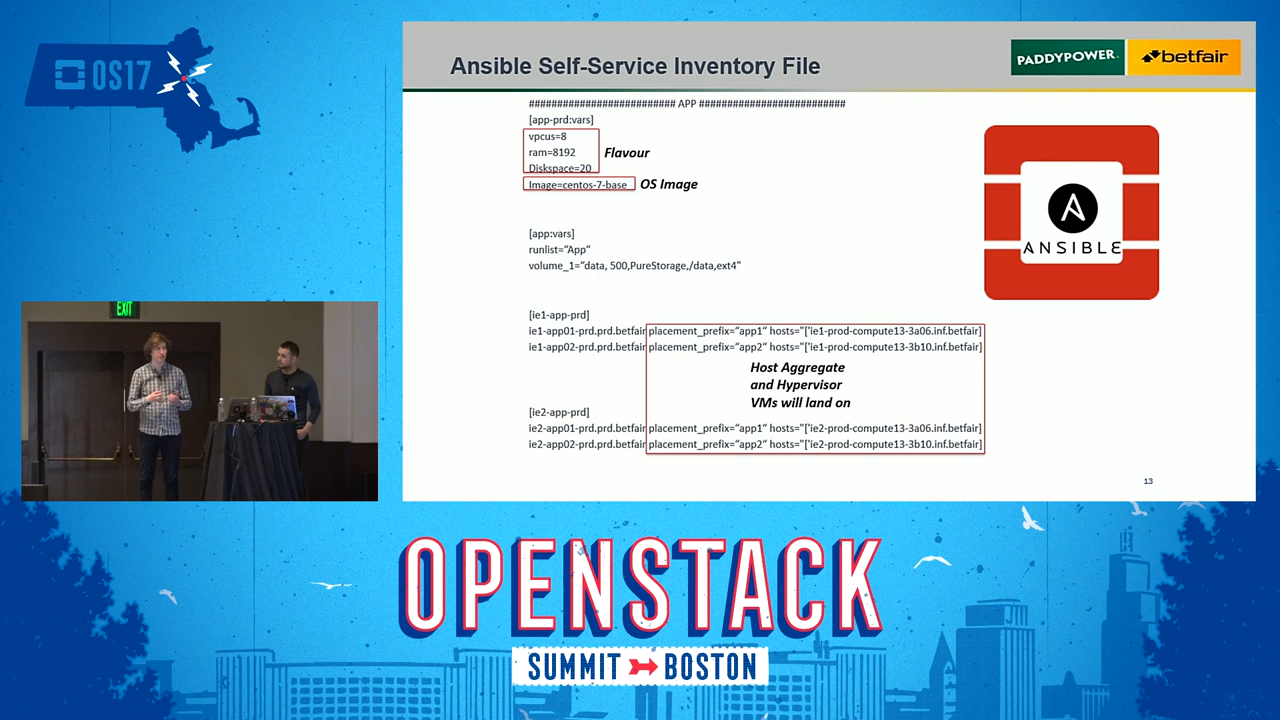 OS17
Ansible Self-Service Inventory File
PADDYPOWER.
betfair
########################## APP ##########################
[app-prd:vars]
vpcus=8
ram=8192
Flavour
Diskspace=20
Image=centos-7-base
OS Image
[app:vars]
runlist=“App”
volume_1=“data, 500,PureStorage,/data,ext4"
ANSIBLE
[ie1-app-prd]
ie1-app01-prd.prd.betfair placement_prefix=“app1“ hosts="['ie1-prod-compute13-3a06.inf.betfair]
ie1-app02-prd.prd.betfair placement_prefix=“app2“ hosts="['ie1-prod-compute13-3b10.inf.betfair]
Host Aggregate
and Hypervisor
VMs will land on
[ie2-app-prd]
ie2-app01-prd.prd.betfair placement_prefix=“app1“ hosts="['ie2-prod-compute13-3a06.inf.betfair]
ie2-app02-prd.prd.betfair placement_prefix=“app2“ hosts="['ie2-prod-compute13-3b10.inf.betfair]
13
EXIT
OPENSTACK
SUMMIT BOSTON